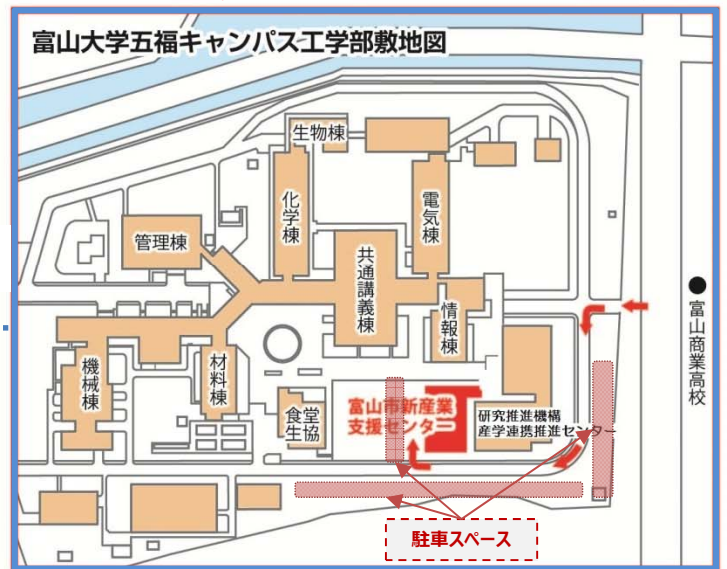 富山大学五福キャンパス工学部敷地図
生物棟
化学棟
電気棟
管理棟
共通講義棟
情報棟
富山商業高校
機械棟
材料棟
食堂
生協
富山市新産業
支援センター
研究推進機構
産学連携推進センター
駐車スペース